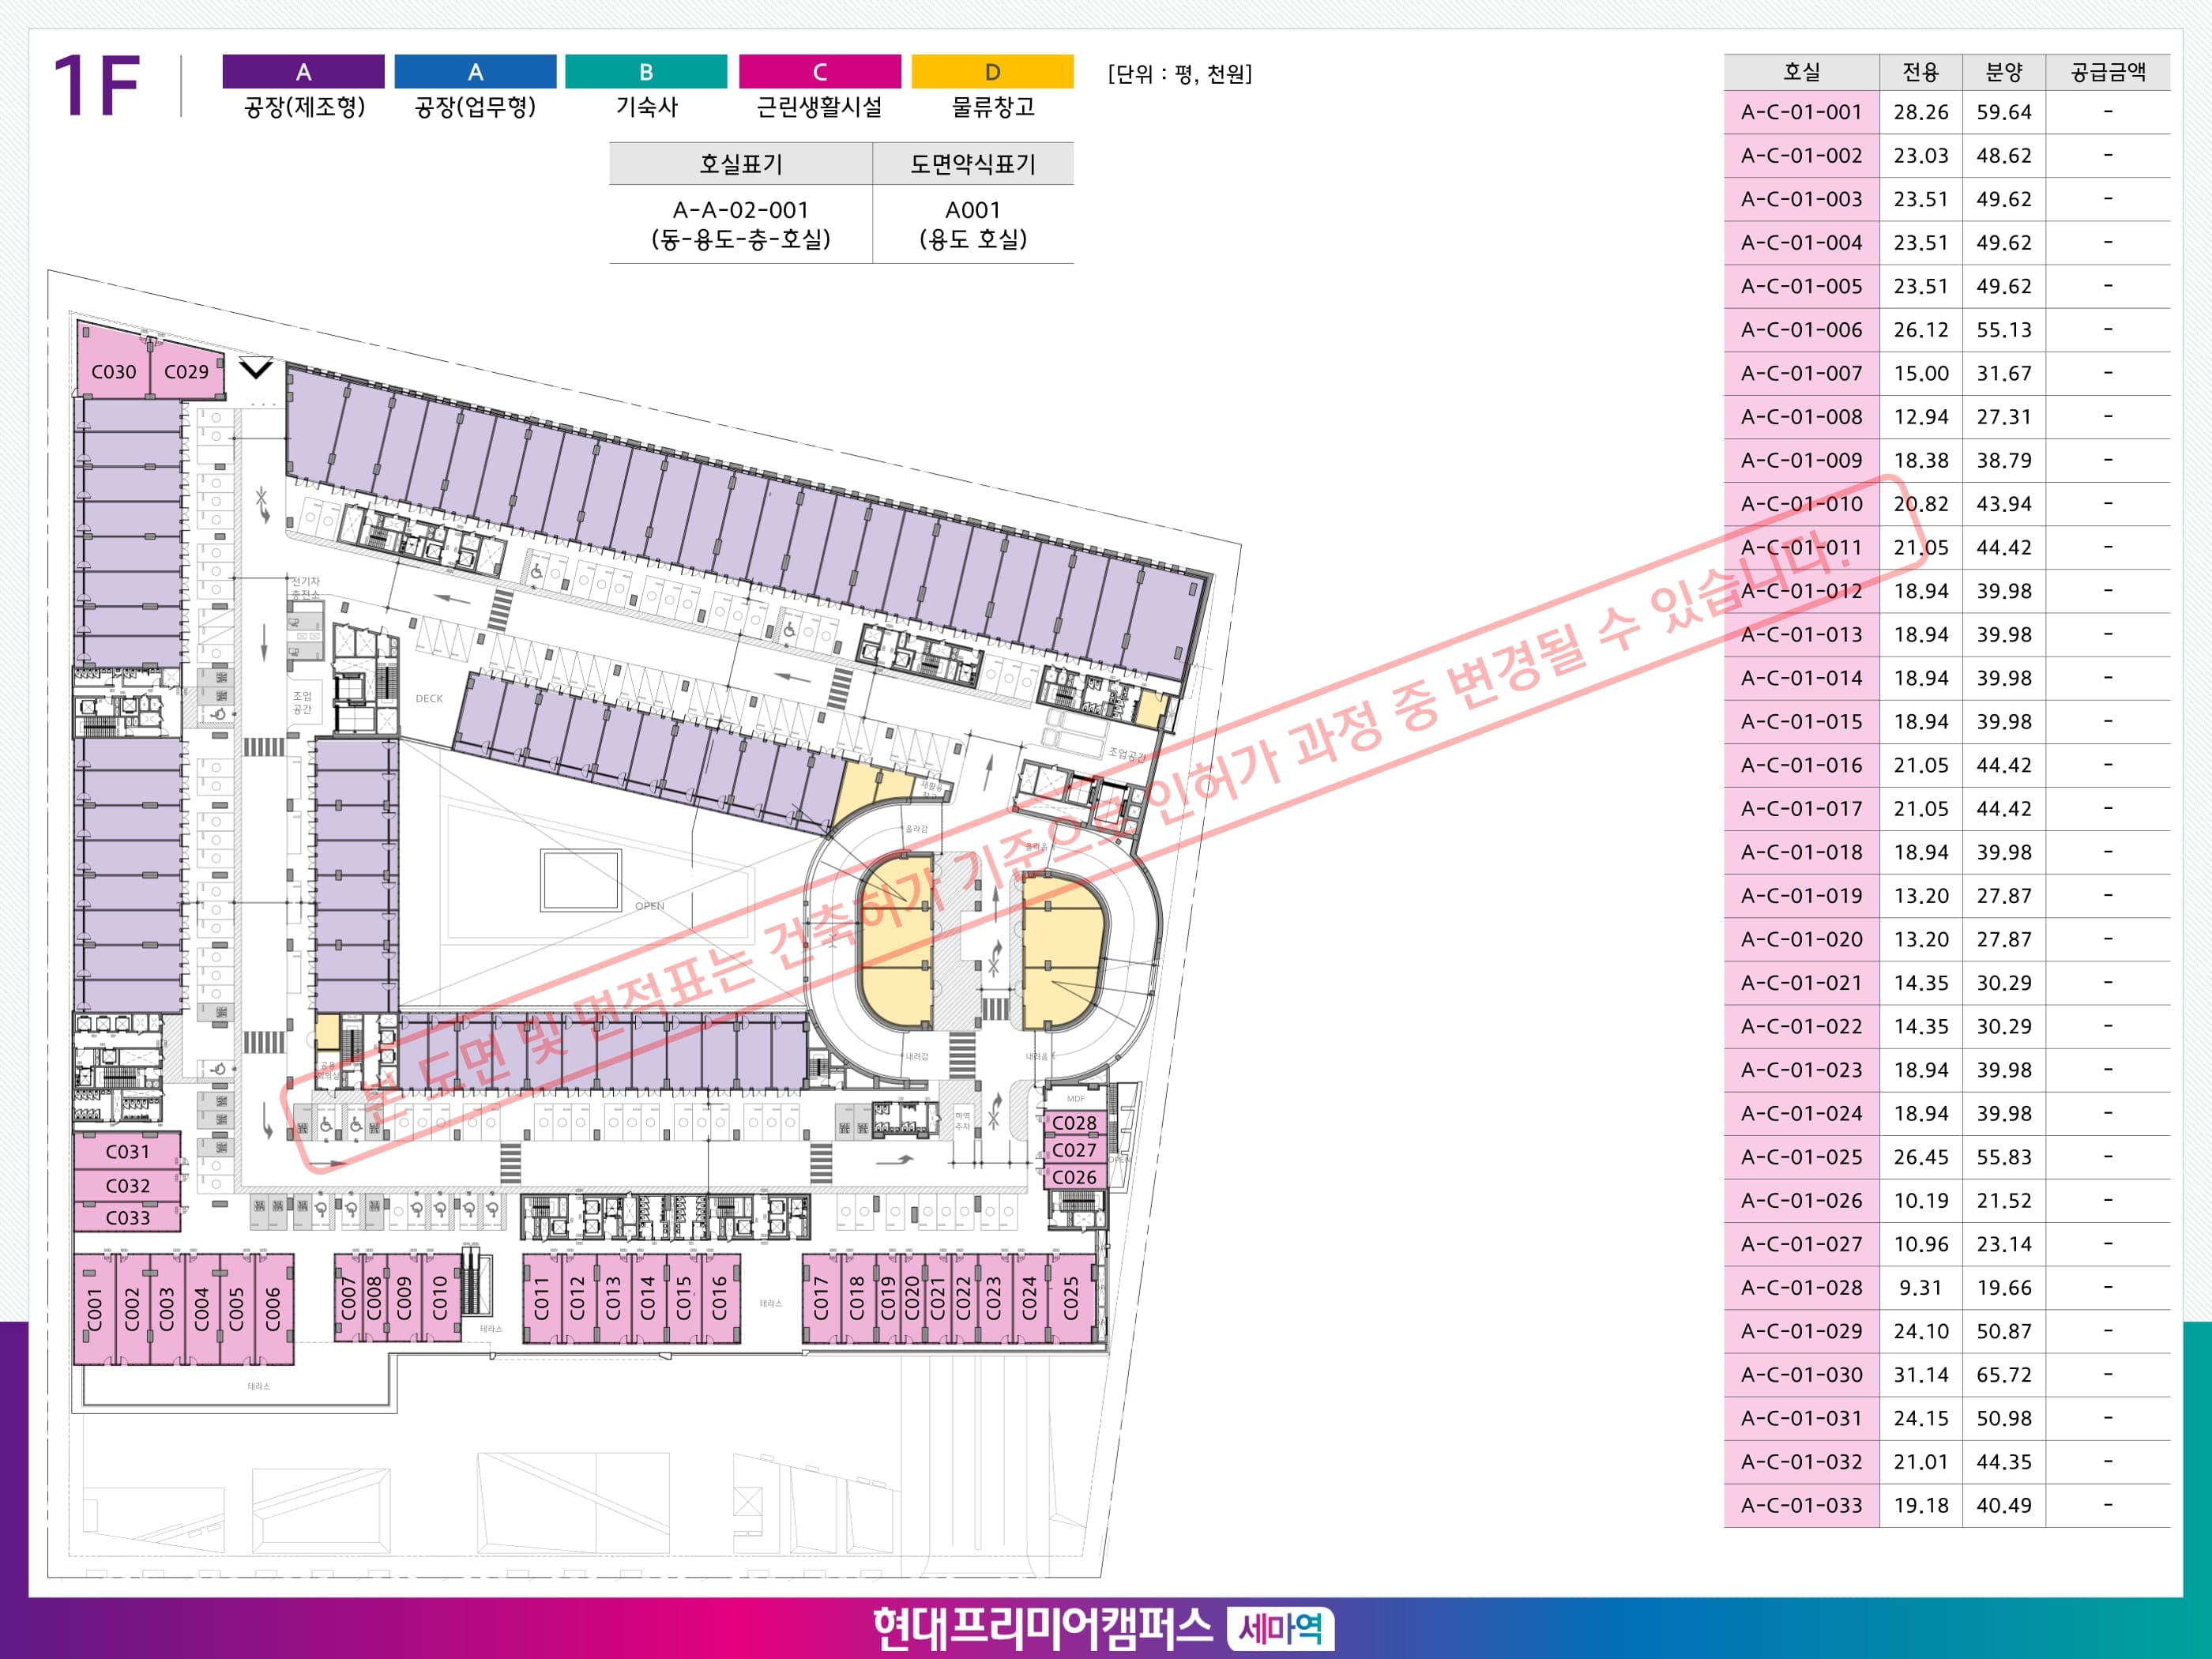 1F
A
공장(제조형)
A
공장(업무형)
B
기숙사
C
근린생활시설
D
물류창고
[단위 : 평, 천원]
호실표기 도면약식표기
A-A-02-001 A001
(동-용도-층-호실) (용도 호실)
C030 C029
전기차
충전소
조업
공간
DECK
조업공간
재활용
올라감
올라옴
OPEN
내려감
내려옴
공용
MDF
하역
주차
C028
C027
C026
OPEN
C031
C032
C033
C001 C002 C003 C004 C005 C006
C007 C008 C009 C010
C011 C012 C013 C014 C015 C016
C017 C018 C019 C020 C021 C022 C023 C024 C025
테라스
테라스
테라스
본 도면 및 면적표는 건축허가 기준으로 인허가 과정 중 변경될 수 있습니다.
호실 전용 분양 공급금액
A-C-01-001 28.26 59.64 -
A-C-01-002 23.03 48.62 -
A-C-01-003 23.51 49.62 -
A-C-01-004 23.51 49.62 -
A-C-01-005 23.51 49.62 -
A-C-01-006 26.12 55.13 -
A-C-01-007 15.00 31.67 -
A-C-01-008 12.94 27.31 -
A-C-01-009 18.38 38.79 -
A-C-01-010 20.82 43.94 -
A-C-01-011 21.05 44.42 -
A-C-01-012 18.94 39.98 -
A-C-01-013 18.94 39.98 -
A-C-01-014 18.94 39.98 -
A-C-01-015 18.94 39.98 -
A-C-01-016 21.05 44.42 -
A-C-01-017 21.05 44.42 -
A-C-01-018 18.94 39.98 -
A-C-01-019 13.20 27.87 -
A-C-01-020 13.20 27.87 -
A-C-01-021 14.35 30.29 -
A-C-01-022 14.35 30.29 -
A-C-01-023 18.94 39.98 -
A-C-01-024 18.94 39.98 -
A-C-01-025 26.45 55.83 -
A-C-01-026 10.19 21.52 -
A-C-01-027 10.96 23.14 -
A-C-01-028 9.31 19.66 -
A-C-01-029 24.10 50.87 -
A-C-01-030 31.14 65.72 -
A-C-01-031 24.15 50.98 -
A-C-01-032 21.01 44.35 -
A-C-01-033 19.18 40.49 -
현대프리미어캠퍼스 세마역